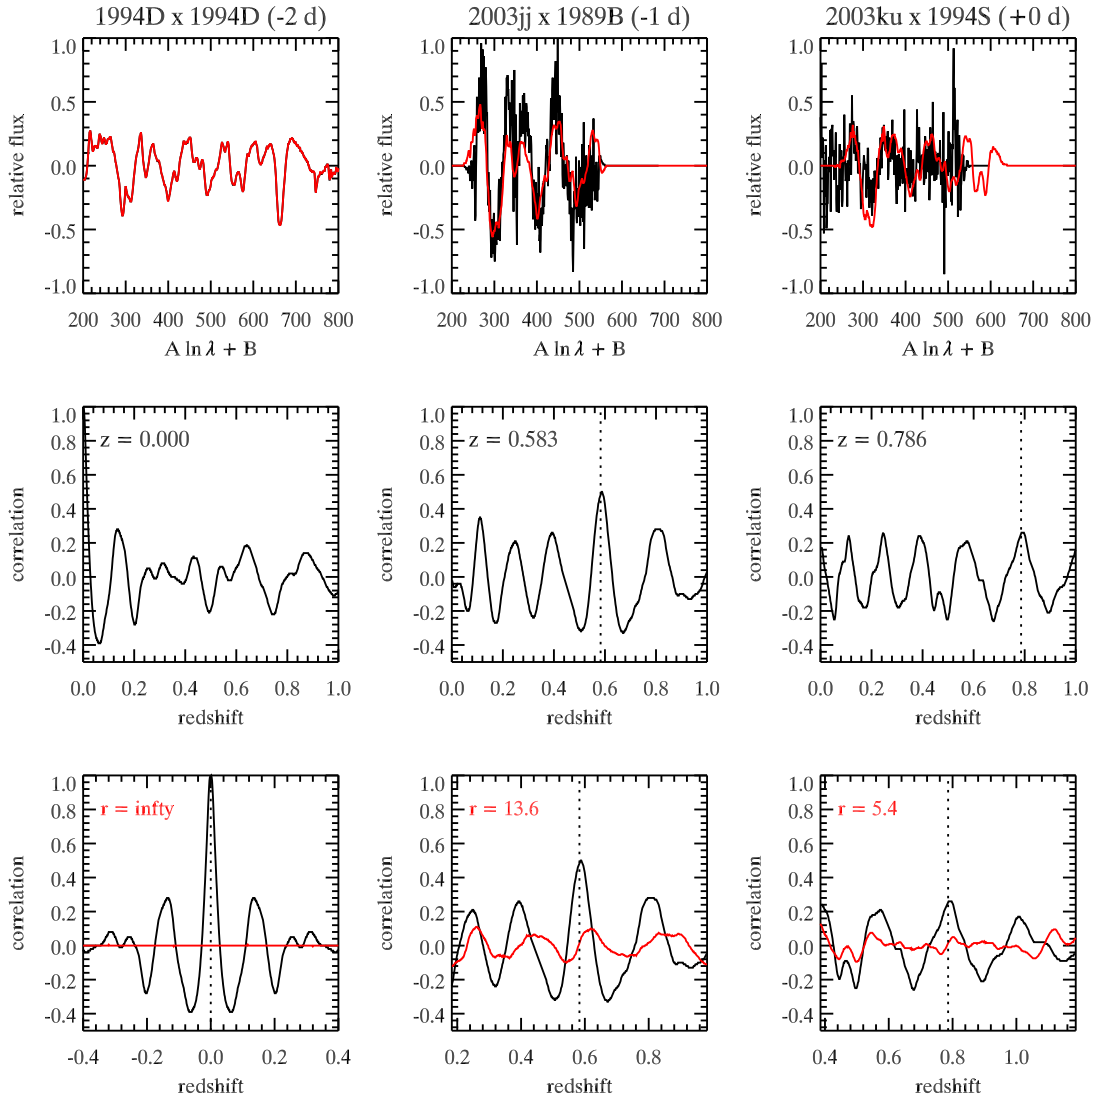 1994D x 1994D (-2 d)
2003jj x 1989B (-1 d)
2003ku x 1994S (+0 d)
relative flux
1.0
0.5
0.0
-0.5
-1.0
200 300 400 500 600 700 800
A ln λ + B
relative flux
1.0
0.5
0.0
-0.5
-1.0
200 300 400 500 600 700 800
A ln λ + B
relative flux
1.0
0.5
0.0
-0.5
-1.0
200 300 400 500 600 700 800
A ln λ + B
correlation
1.0
0.8
0.6
0.4
0.2
0.0
-0.2
-0.4
z = 0.000
0.0 0.2 0.4 0.6 0.8 1.0
redshift
correlation
1.0
0.8
0.6
0.4
0.2
0.0
-0.2
-0.4
z = 0.583
0.0 0.2 0.4 0.6 0.8 1.0
redshift
correlation
1.0
0.8
0.6
0.4
0.2
0.0
-0.2
-0.4
z = 0.786
0.0 0.2 0.4 0.6 0.8 1.0
redshift
correlation
1.0
0.8
0.6
0.4
0.2
0.0
-0.2
-0.4
r = infty
-0.4 -0.2 0.0 0.2 0.4
redshift
correlation
1.0
0.8
0.6
0.4
0.2
0.0
-0.2
-0.4
r = 13.6
0.2 0.4 0.6 0.8
redshift
correlation
1.0
0.8
0.6
0.4
0.2
0.0
-0.2
-0.4
r = 5.4
0.4 0.6 0.8 1.0
redshift